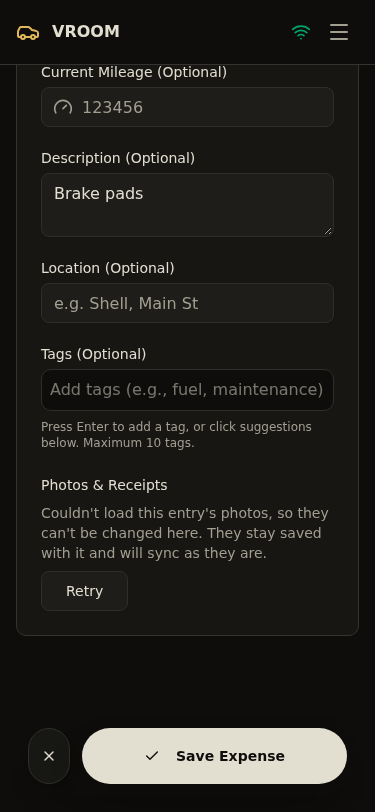 VROOM
Current Mileage (Optional)
123456
Description (Optional)
Brake pads
Location (Optional)
e.g. Shell, Main St
Tags (Optional)
Add tags (e.g., fuel, maintenance)
Press Enter to add a tag, or click suggestions
below. Maximum 10 tags.
Photos & Receipts
Couldn't load this entry's photos, so they
can't be changed here. They stay saved
with it and will sync as they are.
Retry
Save Expense